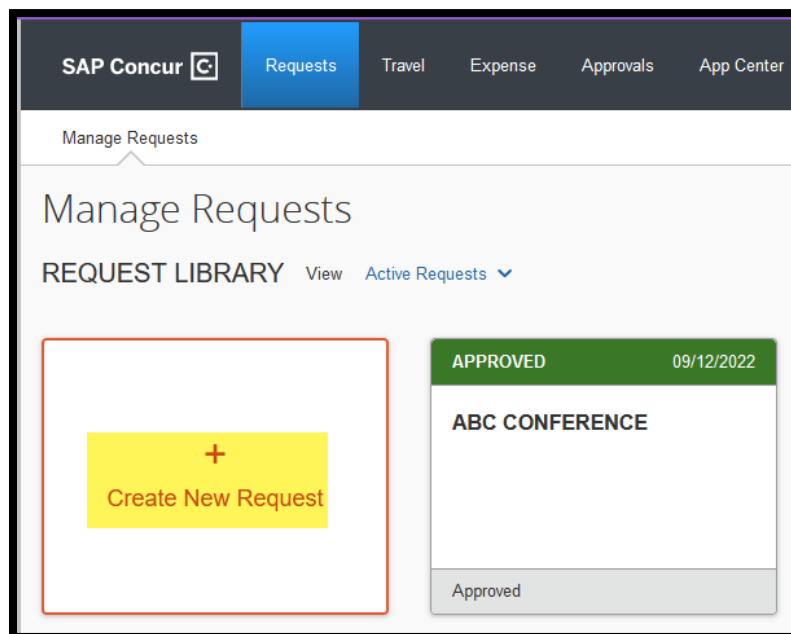 SAP Concur C Requests Travel Expense Approvals App Center
Manage Requests
Manage Requests
REQUEST LIBRARY View Active Requests
APPROVED 09/12/2022
ABC CONFERENCE
+
Create New Request
Approved